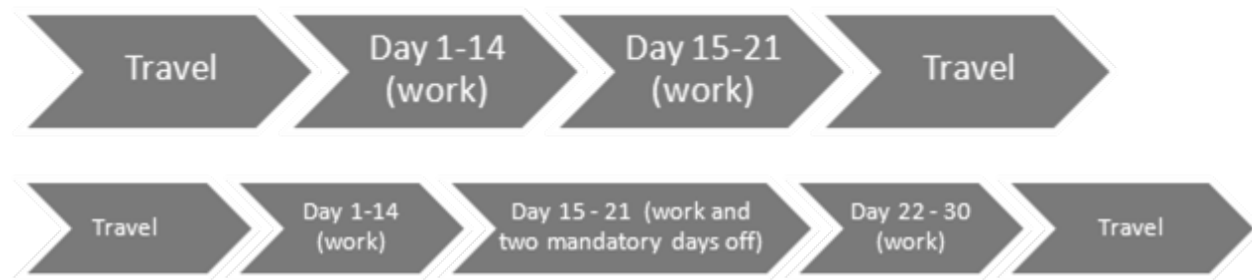 Travel
Day 1-14
(work)
Day 15-21
(work)
Travel
Travel
Day 1-14
(work)
Day 15 - 21 (work and
two mandatory days off)
Day 22 - 30
(work)
Travel